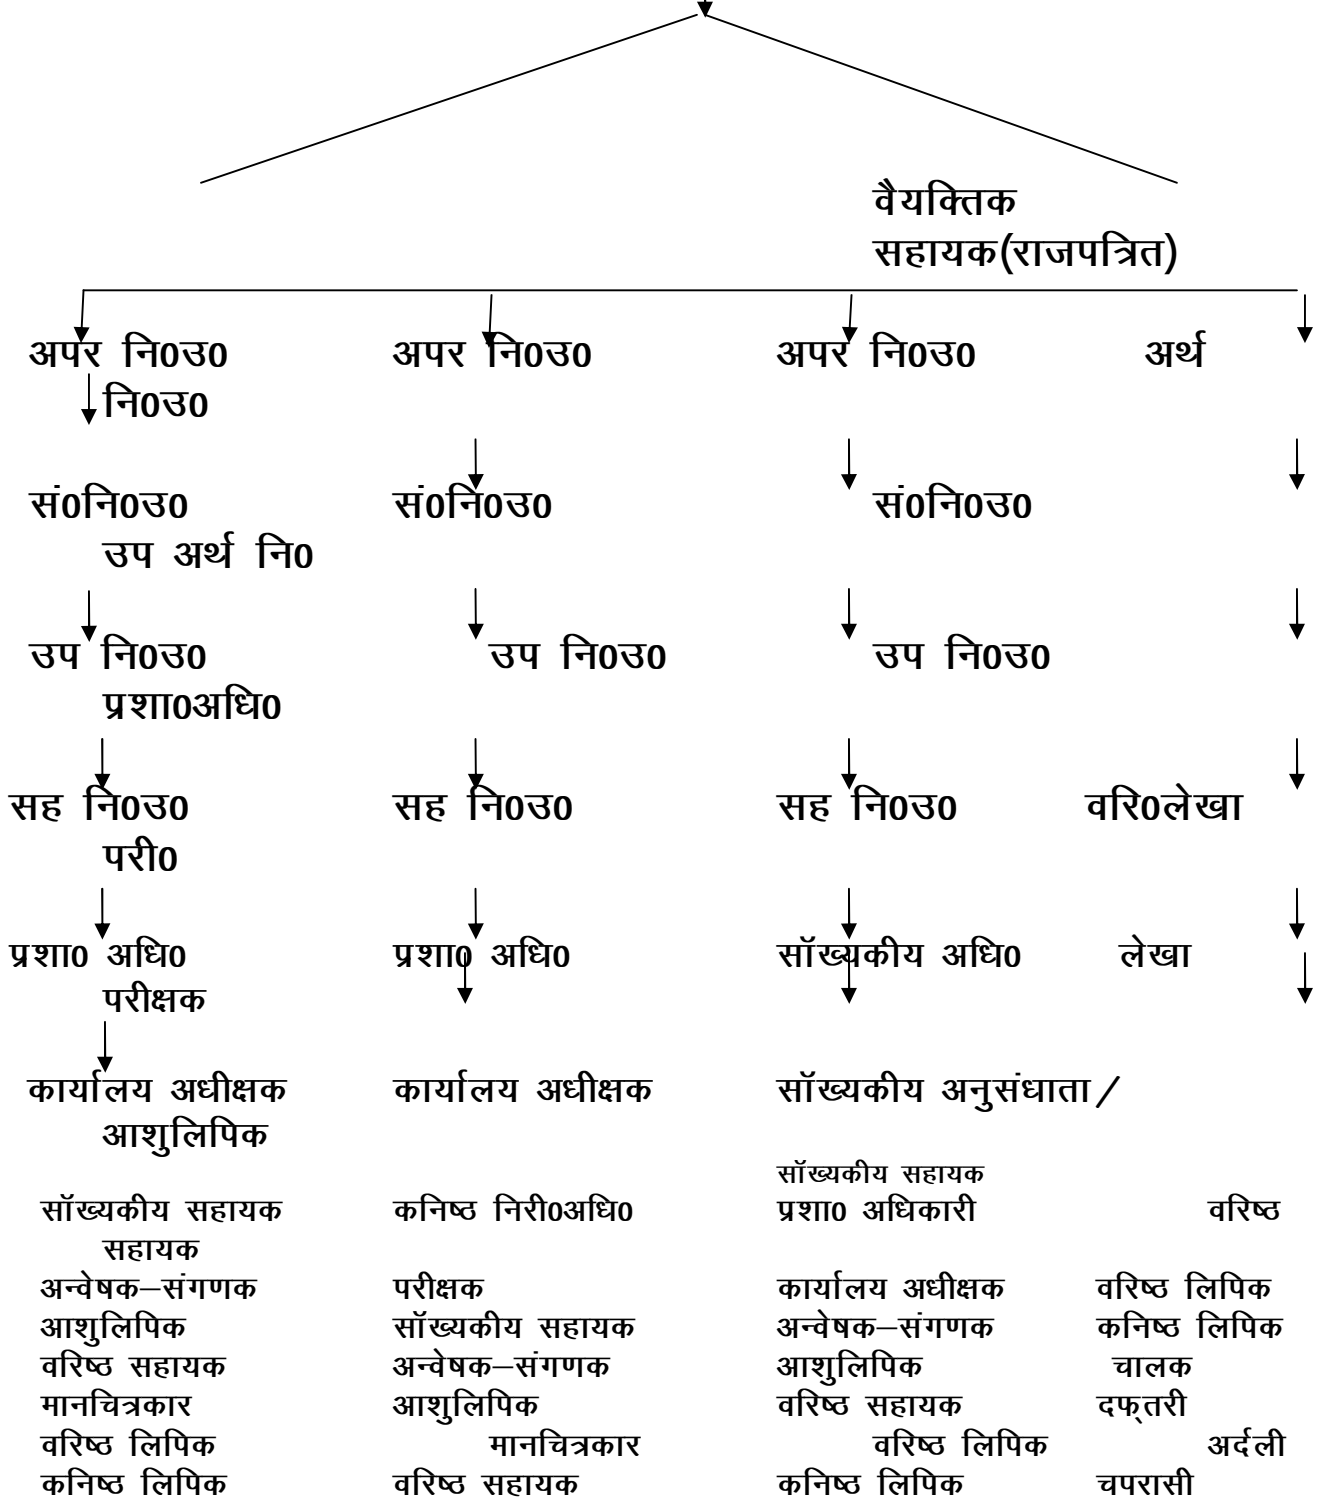 वैयक्तिक
सहायक(राजपत्रित)
अपर नि0उ0 अपर नि0उ0 अपर नि0उ0 अर्थ
नि0उ0
सं0नि0उ0 सं0नि0उ0 सं0नि0उ0
उप अर्थ नि0
उप नि0उ0 उप नि0उ0 उप नि0उ0
प्रशा0अधि0
सह नि0उ0 सह नि0उ0 सह नि0उ0 वरि0लेखा
परी0
प्रशा0 अधि0 प्रशा0 अधि0 सॉंख्यकीय अधि0 लेखा
परीक्षक
कार्यालय अधीक्षक कार्यालय अधीक्षक सॉंख्यकीय अनुसंधाता/
आशुलिपिक
सॉंख्यकीय सहायक
सॉंख्यकीय सहायक कनिष्ठ निरी0अधि0 प्रशा0 अधिकारी वरिष्ठ
सहायक
अन्वेषक–संगणक परीक्षक कार्यालय अधीक्षक वरिष्ठ लिपिक
आशुलिपिक सॉंख्यकीय सहायक अन्वेषक–संगणक कनिष्ठ लिपिक
वरिष्ठ सहायक अन्वेषक–संगणक आशुलिपिक चालक
मानचित्रकार आशुलिपिक वरिष्ठ सहायक दफ्तरी
वरिष्ठ लिपिक मानचित्रकार वरिष्ठ लिपिक अर्दली
कनिष्ठ लिपिक वरिष्ठ सहायक कनिष्ठ लिपिक चपरासी